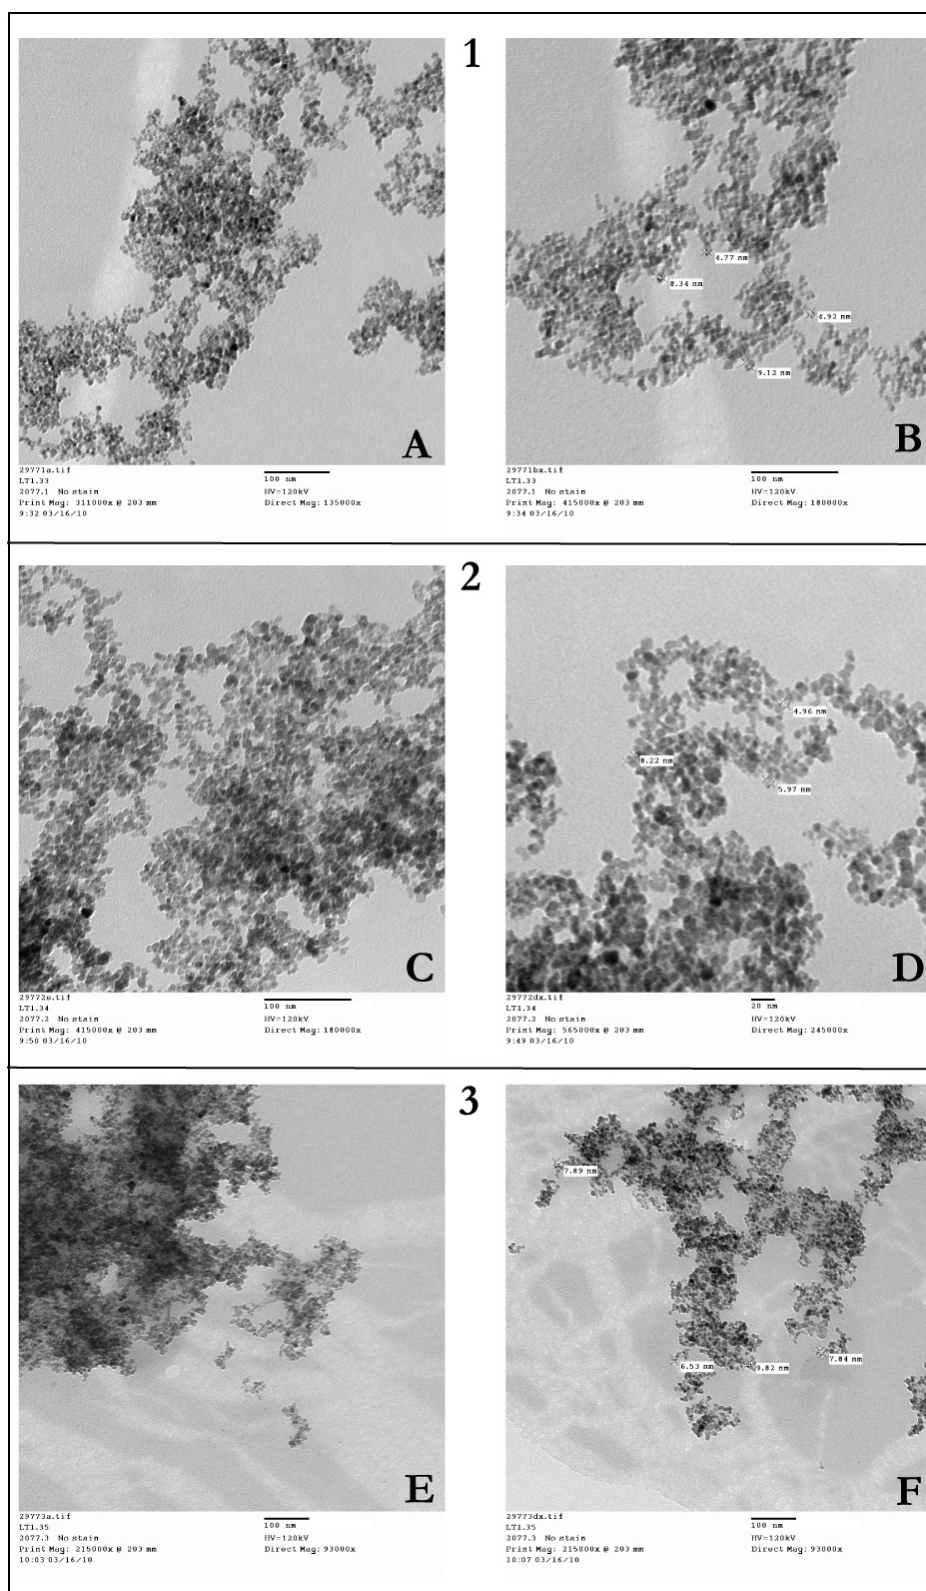 1
4.77 nm
8.34 nm
4.92 nm
9.12 nm
A
B
29771a.tif
LT1.33
2077.1 No stain
Print Mag: 311000x @ 203 mm
9:32 03/16/10
100 nm
HV=120kV
Direct Mag: 135000x
29771bx.tif
LT1.33
2077.1 No stain
Print Mag: 415000x @ 203 mm
9:34 03/16/10
100 nm
HV=120kV
Direct Mag: 180000x
2
4.96 nm
8.22 nm
5.97 nm
C
D
29772e.tif
LT1.34
2077.2 No stain
Print Mag: 415000x @ 203 mm
9:50 03/16/10
100 nm
HV=120kV
Direct Mag: 180000x
29772dx.tif
LT1.34
2077.2 No stain
Print Mag: 565000x @ 203 mm
9:49 03/16/10
20 nm
HV=120kV
Direct Mag: 245000x
3
7.89 nm
6.53 nm
9.82 nm
7.84 nm
E
F
29773a.tif
LT1.35
2077.3 No stain
Print Mag: 215000x @ 203 mm
10:03 03/16/10
100 nm
HV=120kV
Direct Mag: 93000x
29773dx.tif
LT1.35
2077.3 No stain
Print Mag: 215000x @ 203 mm
10:07 03/16/10
100 nm
HV=120kV
Direct Mag: 93000x